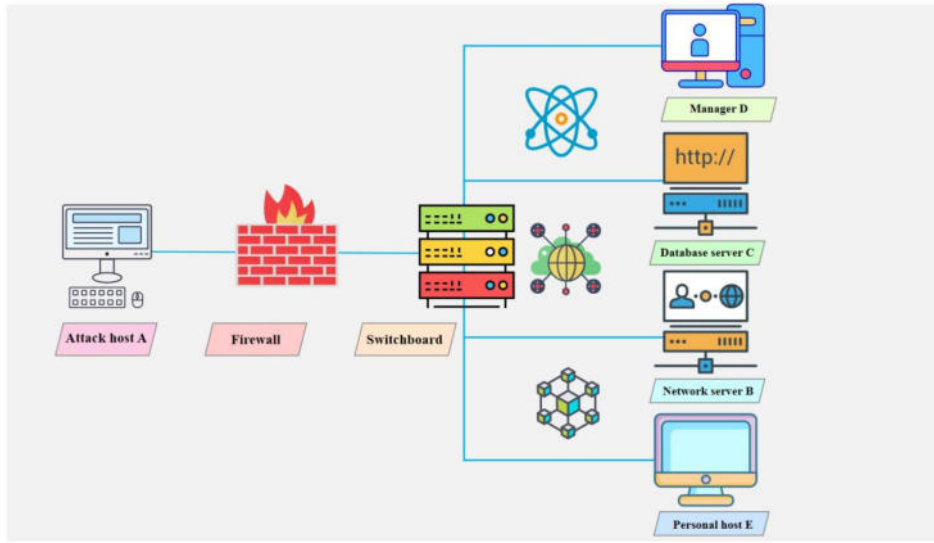 Manager D
http://
Database server C
Attack host A
Firewall
Switchboard
Network server B
Personal host E